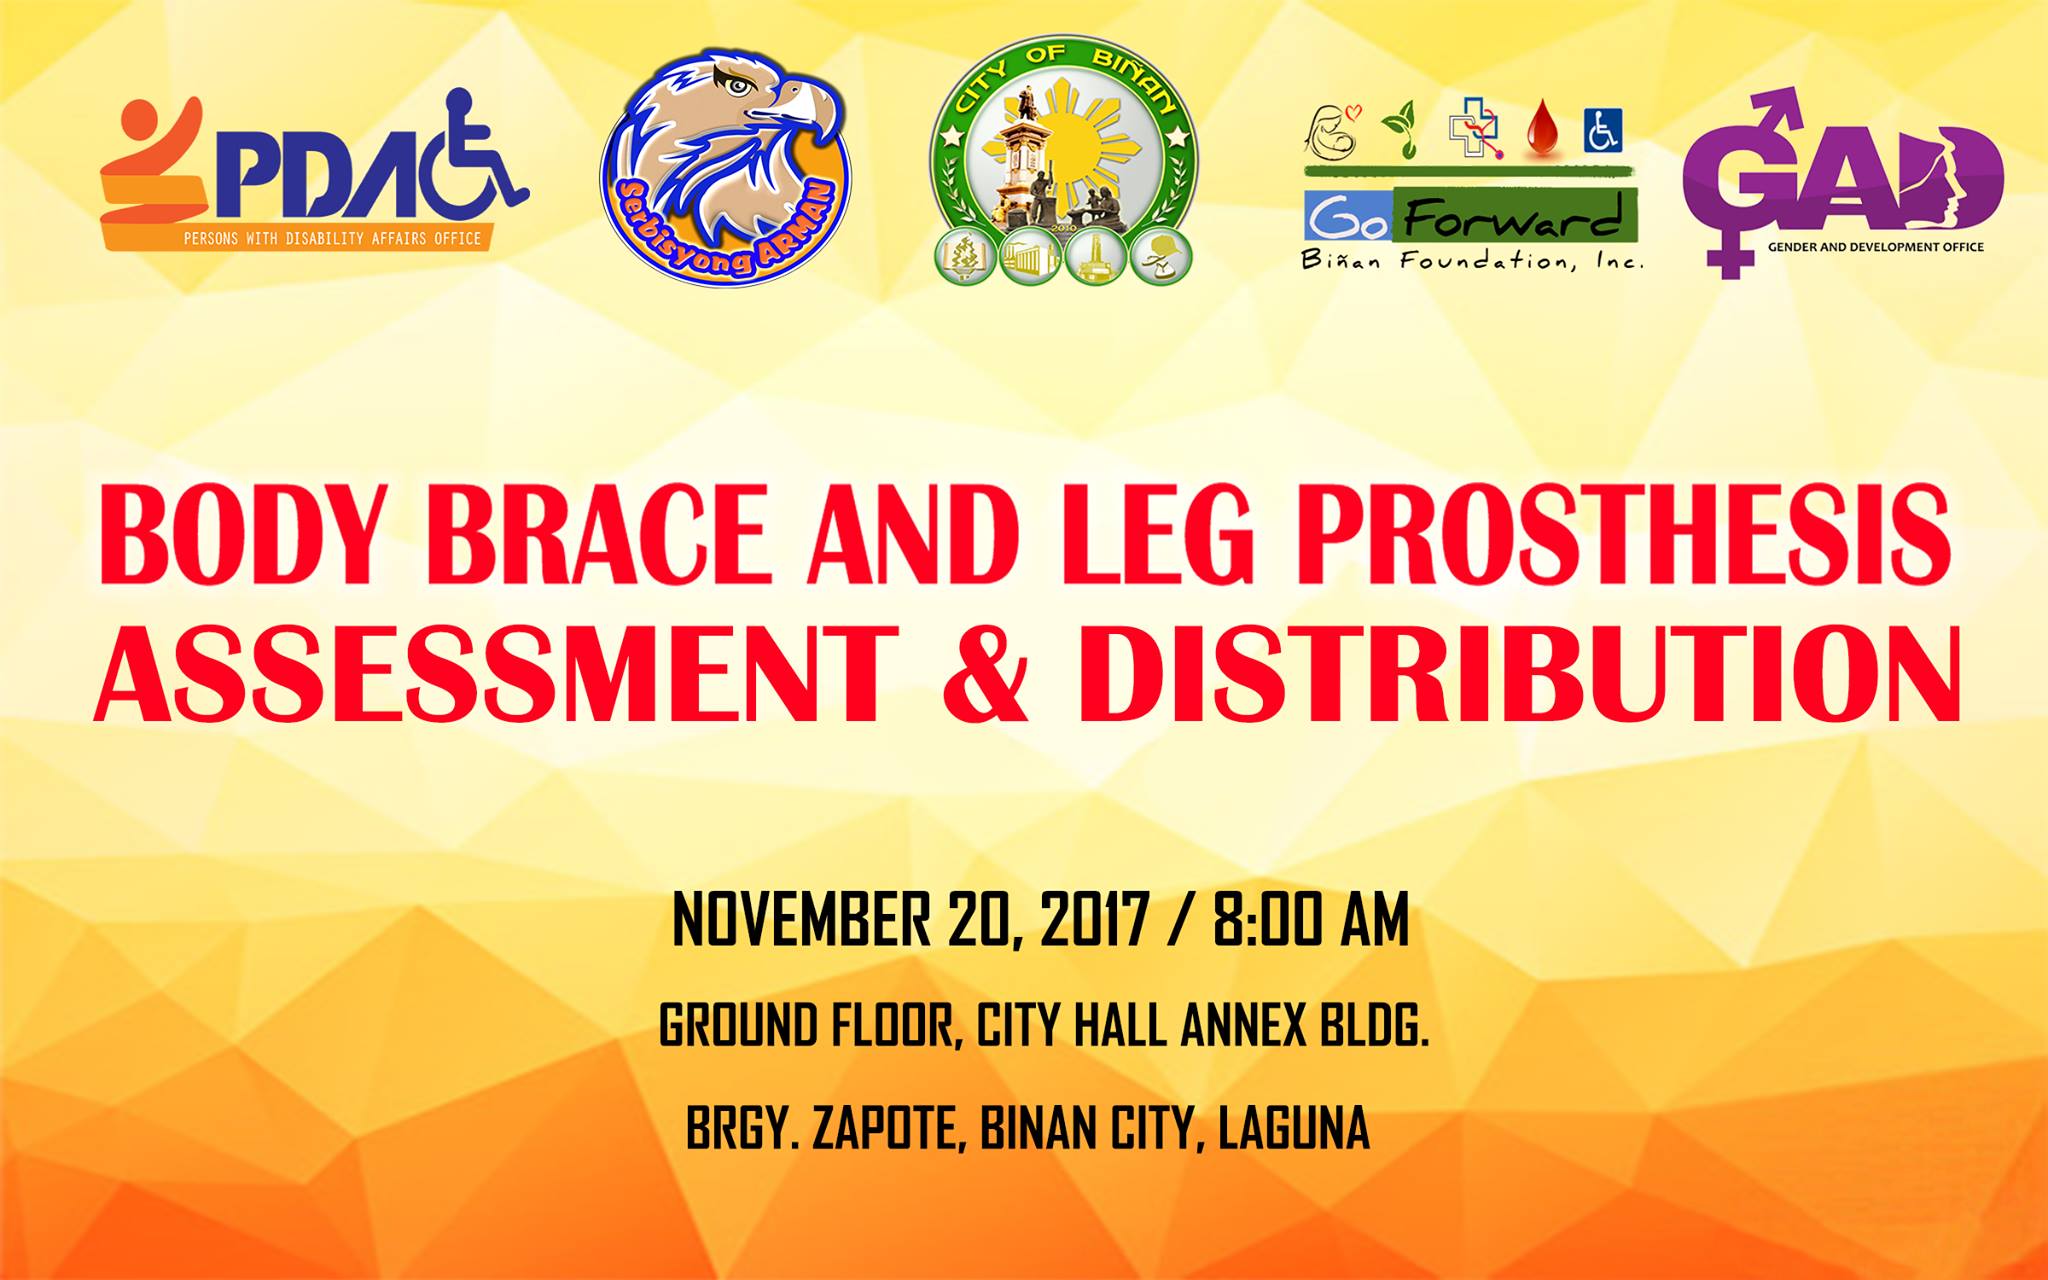 PDAO
PERSONS WITH DISABILITY AFFAIRS OFFICE
Serbisyong ARMAN
CITY OF BIÑAN
2010
Go Forward
Biñan Foundation, Inc.
GAD
GENDER AND DEVELOPMENT OFFICE
BODY BRACE AND LEG PROSTHESIS
ASSESSMENT & DISTRIBUTION
NOVEMBER 20, 2017 / 8:00 AM
GROUND FLOOR, CITY HALL ANNEX BLDG.
BRGY. ZAPOTE, BINAN CITY, LAGUNA